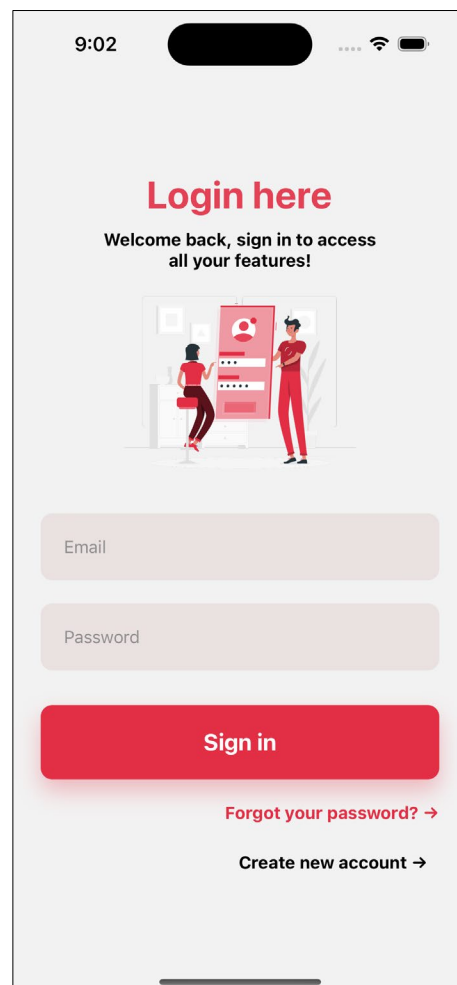 9:02
Login here
Welcome back, sign in to access
all your features!
Email
Password
Sign in
Forgot your password? →
Create new account →